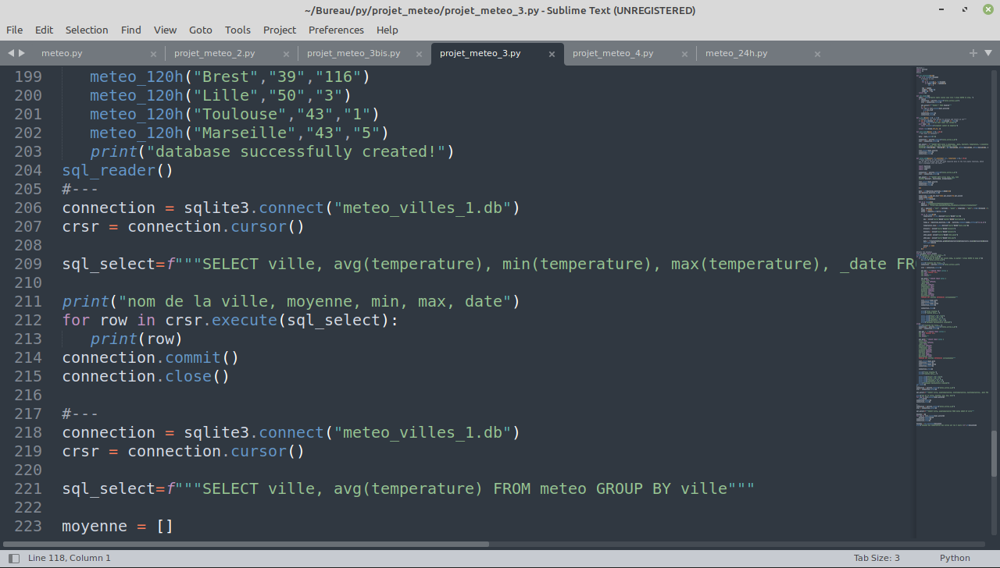 ~/Bureau/py/projet_meteo/projet_meteo_3.py - Sublime Text (UNREGISTERED)
File Edit Selection Find View Goto Tools Project Preferences Help
meteo.py projet_meteo_2.py projet_meteo_3bis.py projet_meteo_3.py projet_meteo_4.py meteo_24h.py
199 meteo_120h("Brest","39","116")
200 meteo_120h("Lille","50","3")
201 meteo_120h("Toulouse","43","1")
202 meteo_120h("Marseille","43","5")
203 print("database successfully created!")
204 sql_reader()
205 #---
206 connection = sqlite3.connect("meteo_villes_1.db")
207 crsr = connection.cursor()
208
209 sql_select=f"""SELECT ville, avg(temperature), min(temperature), max(temperature), _date FR
210
211 print("nom de la ville, moyenne, min, max, date")
212 for row in crsr.execute(sql_select):
213 print(row)
214 connection.commit()
215 connection.close()
216
217 #---
218 connection = sqlite3.connect("meteo_villes_1.db")
219 crsr = connection.cursor()
220
221 sql_select=f"""SELECT ville, avg(temperature) FROM meteo GROUP BY ville"""
222
223 moyenne = []
Line 118, Column 1 Tab Size: 3 Python